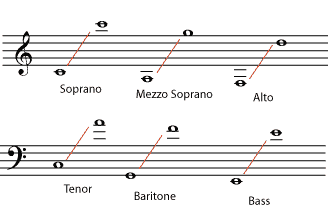 Soprano
Mezzo Soprano
Alto
Tenor
Baritone
Bass